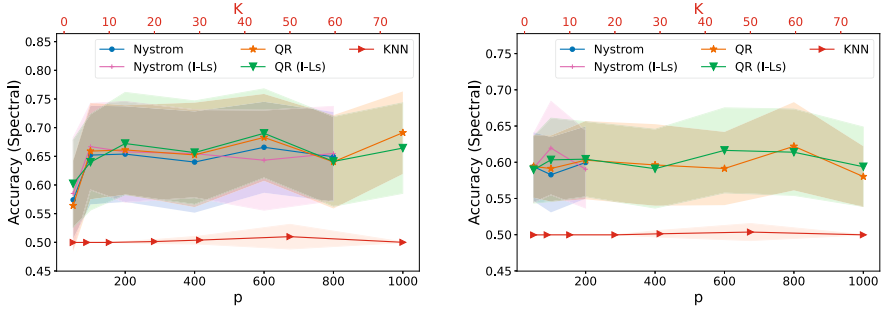 K
0 10 20 30 40 50 60 70
0.85
0.80
0.75
0.70
0.65
0.60
0.55
0.50
0.45
Accuracy (Spectral)
Nystrom QR KNN
Nystrom (I-Ls) QR (I-Ls)
200 400 600 800 1000
p
K
0 10 20 30 40 50 60 70
0.75
0.70
0.65
0.60
0.55
0.50
0.45
Accuracy (Spectral)
Nystrom QR KNN
Nystrom (I-Ls) QR (I-Ls)
200 400 600 800 1000
p